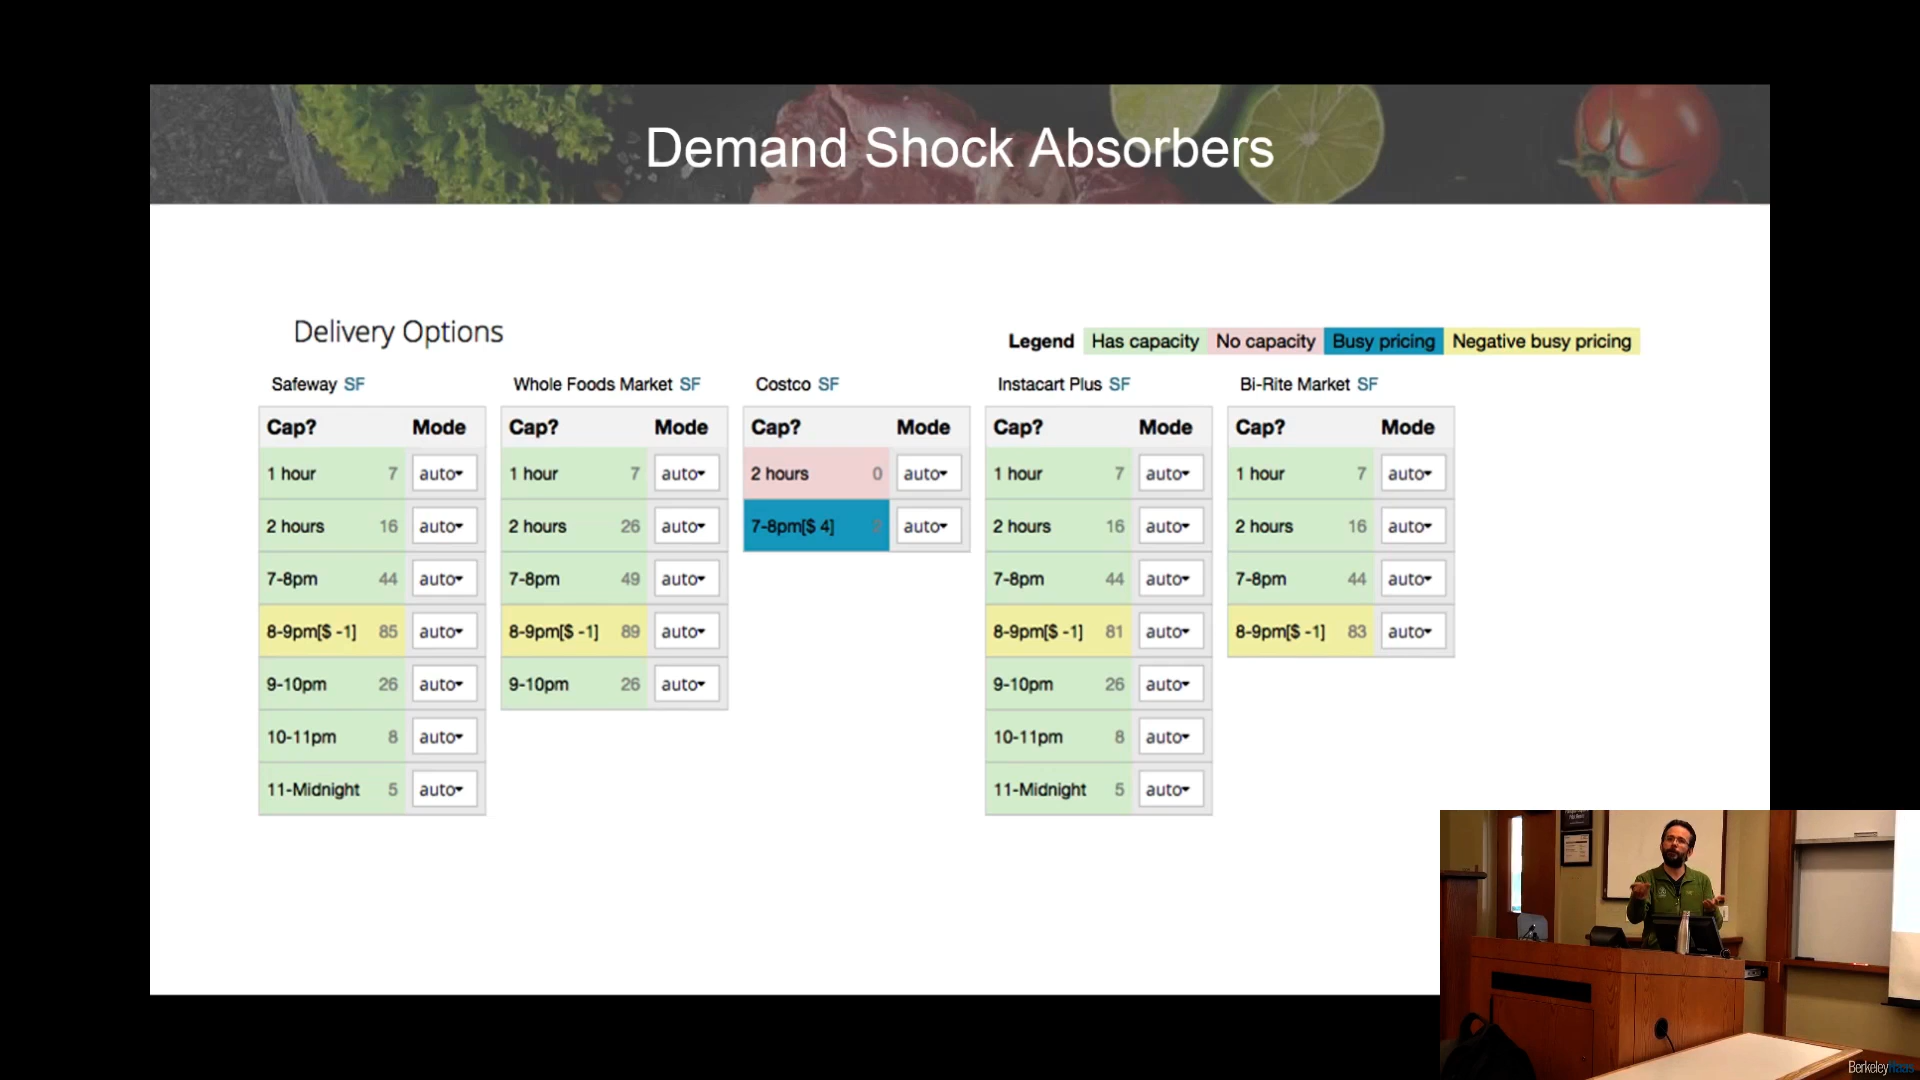 Demand Shock Absorbers
Delivery Options
Legend Has capacity No capacity Busy pricing Negative busy pricing
Safeway SF
Cap? Mode
1 hour 7 auto
2 hours 16 auto
7-8pm 44 auto
8-9pm[$ -1] 85 auto
9-10pm 26 auto
10-11pm 8 auto
11-Midnight 5 auto
Whole Foods Market SF
Cap? Mode
1 hour 7 auto
2 hours 26 auto
7-8pm 49 auto
8-9pm[$ -1] 89 auto
9-10pm 26 auto
Costco SF
Cap? Mode
2 hours 0 auto
7-8pm[$ 4] auto
Instacart Plus SF
Cap? Mode
1 hour 7 auto
2 hours 16 auto
7-8pm 44 auto
8-9pm[$ -1] 81 auto
9-10pm 26 auto
10-11pm 8 auto
11-Midnight 5 auto
Bi-Rite Market SF
Cap? Mode
1 hour 7 auto
2 hours 16 auto
7-8pm 44 auto
8-9pm[$ -1] 83 auto
BerkeleyHaas